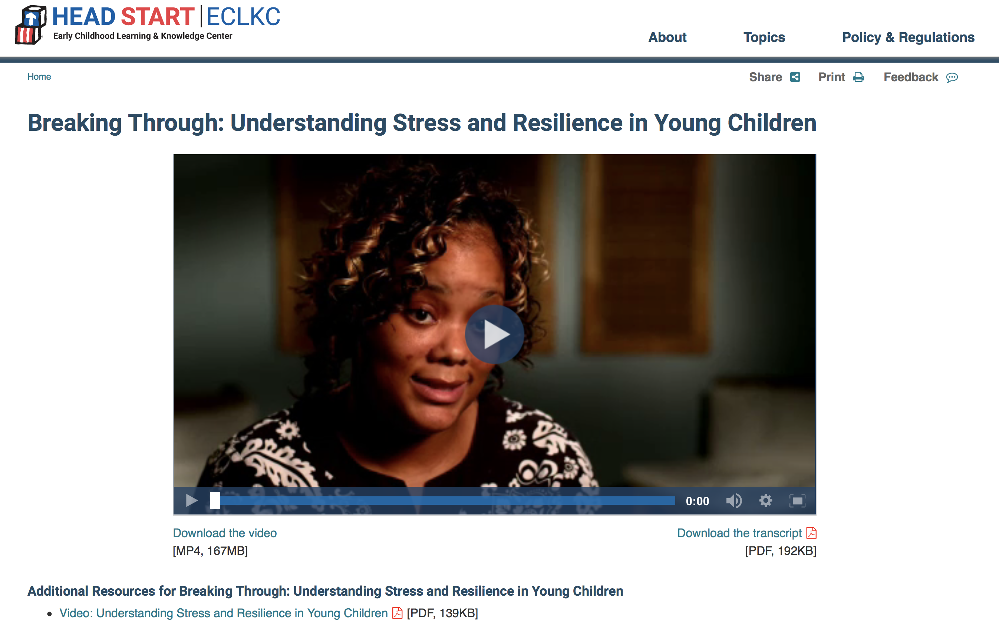 HEAD START | ECLKC
Early Childhood Learning & Knowledge Center
About Topics Policy & Regulations
Home Share Print Feedback
Breaking Through: Understanding Stress and Resilience in Young Children
0:00
Download the video Download the transcript
[MP4, 167MB] [PDF, 192KB]
Additional Resources for Breaking Through: Understanding Stress and Resilience in Young Children
• Video: Understanding Stress and Resilience in Young Children [PDF, 139KB]